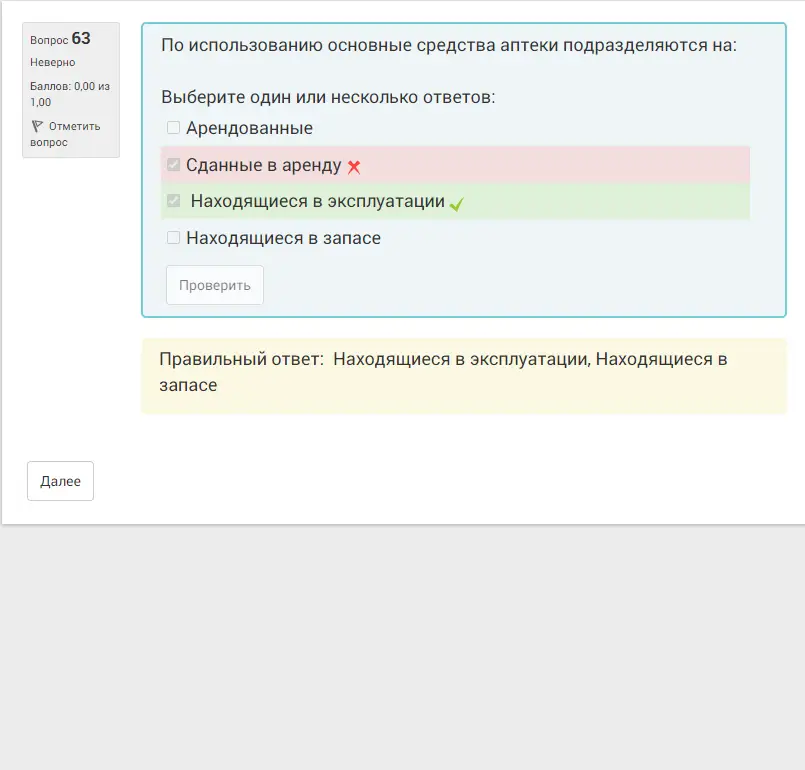 Вопрос 63
Неверно
Баллов: 0,00 из
1,00
Отметить
вопрос
По использованию основные средства аптеки подразделяются на:
Выберите один или несколько ответов:
Арендованные
Сданные в аренду
Находящиеся в эксплуатации
Находящиеся в запасе
Проверить
Правильный ответ: Находящиеся в эксплуатации, Находящиеся в
запасе
Далее